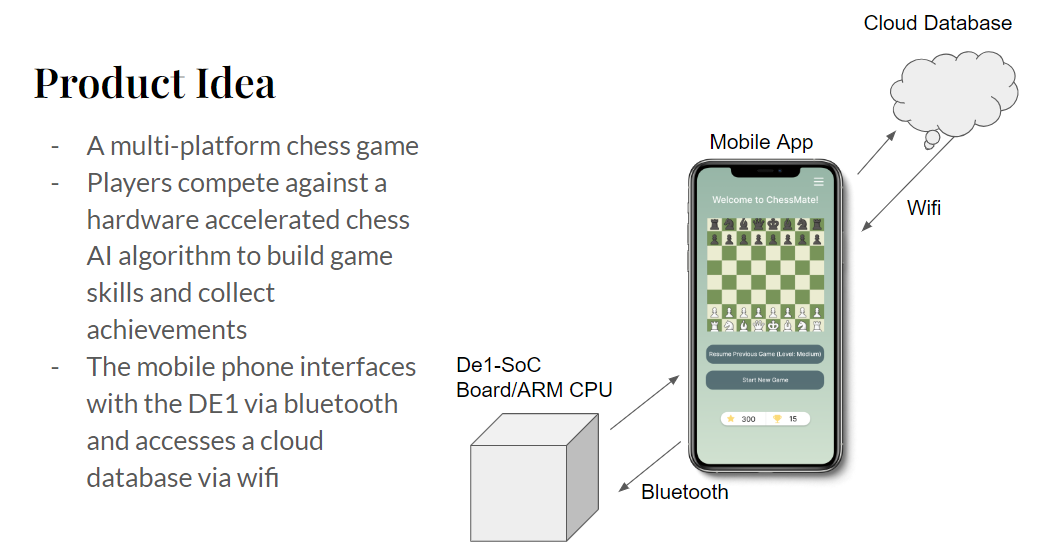 Product Idea
- A multi-platform chess game
- Players compete against a
hardware accelerated chess
AI algorithm to build game
skills and collect
achievements
- The mobile phone interfaces
with the DE1 via bluetooth
and accesses a cloud
database via wifi
Cloud Database
Mobile App
Wifi
Welcome to ChessMate!
Resume Previous Game (Level: Medium)
Start New Game
300
15
De1-SoC
Board/ARM CPU
Bluetooth